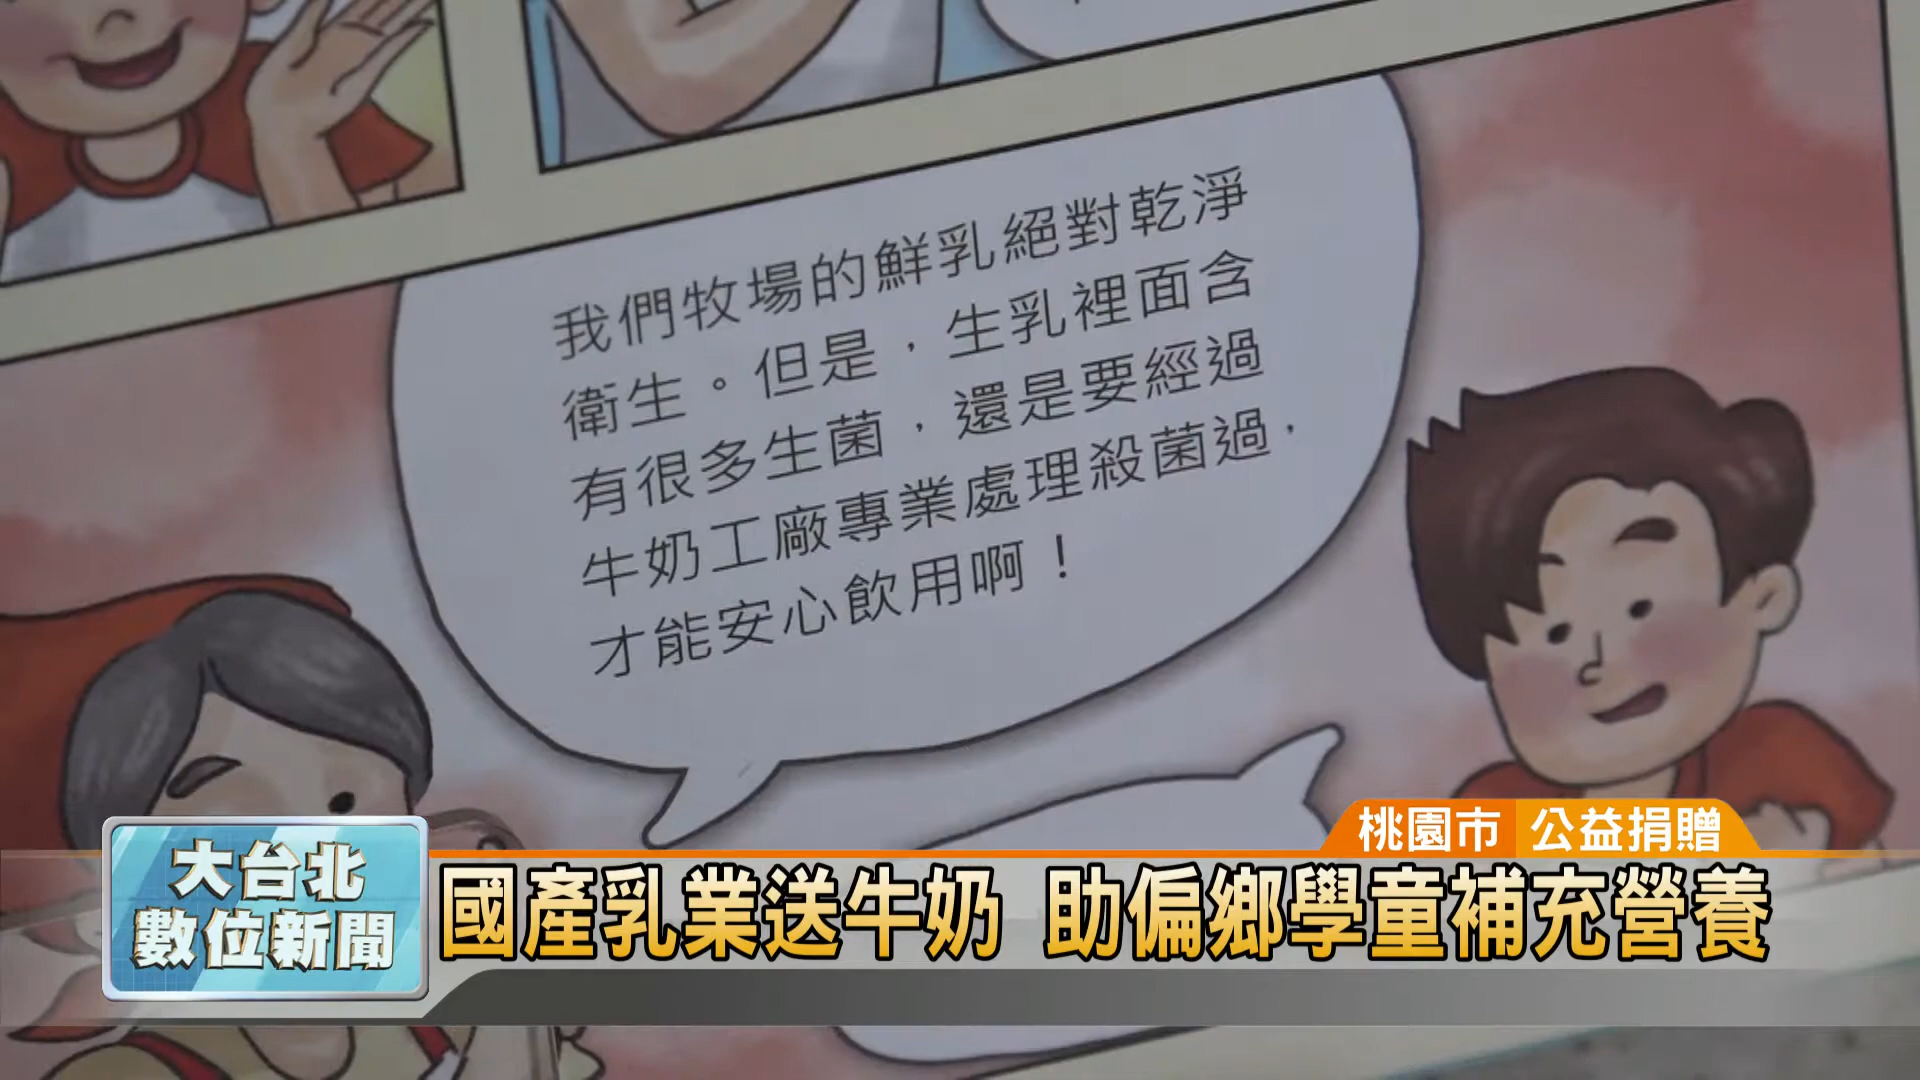 我們牧場的鮮乳絕對乾淨
衛生。但是，生乳裡面含
有很多生菌，還是要經過
牛奶工廠專業處理殺菌過，
才能安心飲用啊！
桃園市 公益捐贈
大台北
數位新聞
國產乳業送牛奶 助偏鄉學童補充營養